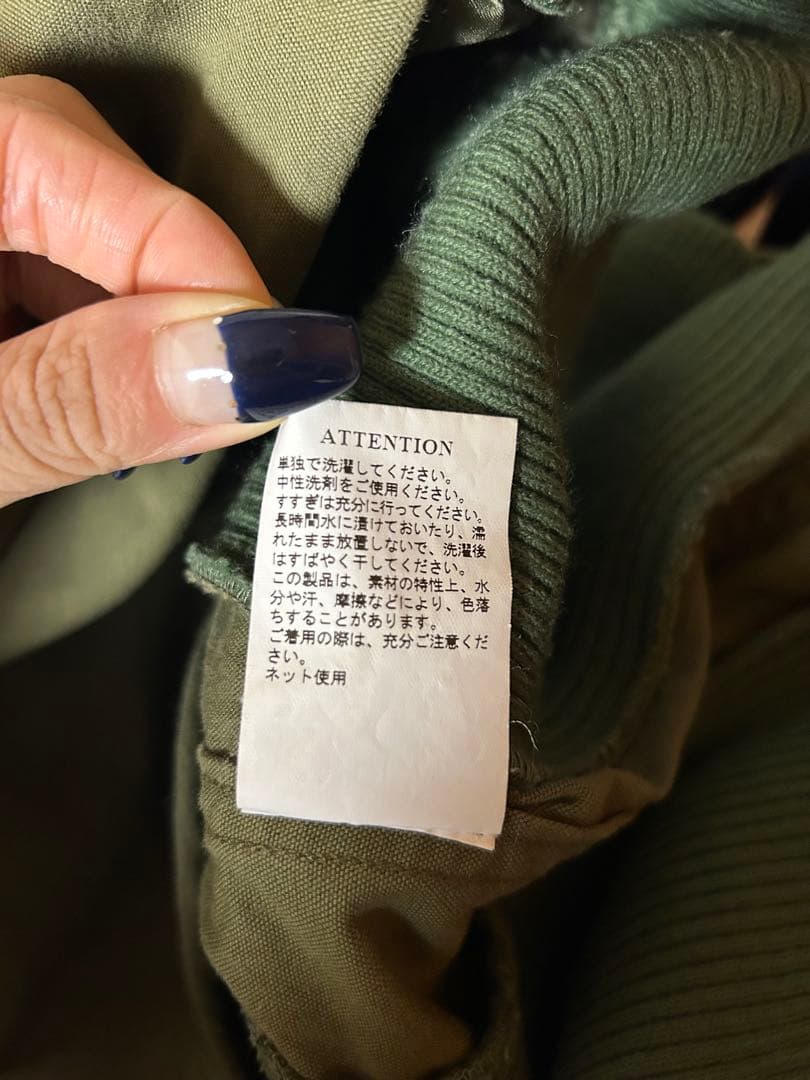 ATTENTION
単独で洗濯してください。
中性洗剤をご使用ください。
すすぎは充分に行ってください。
長時間水に漬けておいたり、濡
れたまま放置しないで、洗濯後
はすばやく干してください。
この製品は、素材の特性上、水
分や汗、摩擦などにより、色落
ちすることがあります。
ご着用の際は、充分ご注意くだ
さい。
ネット使用